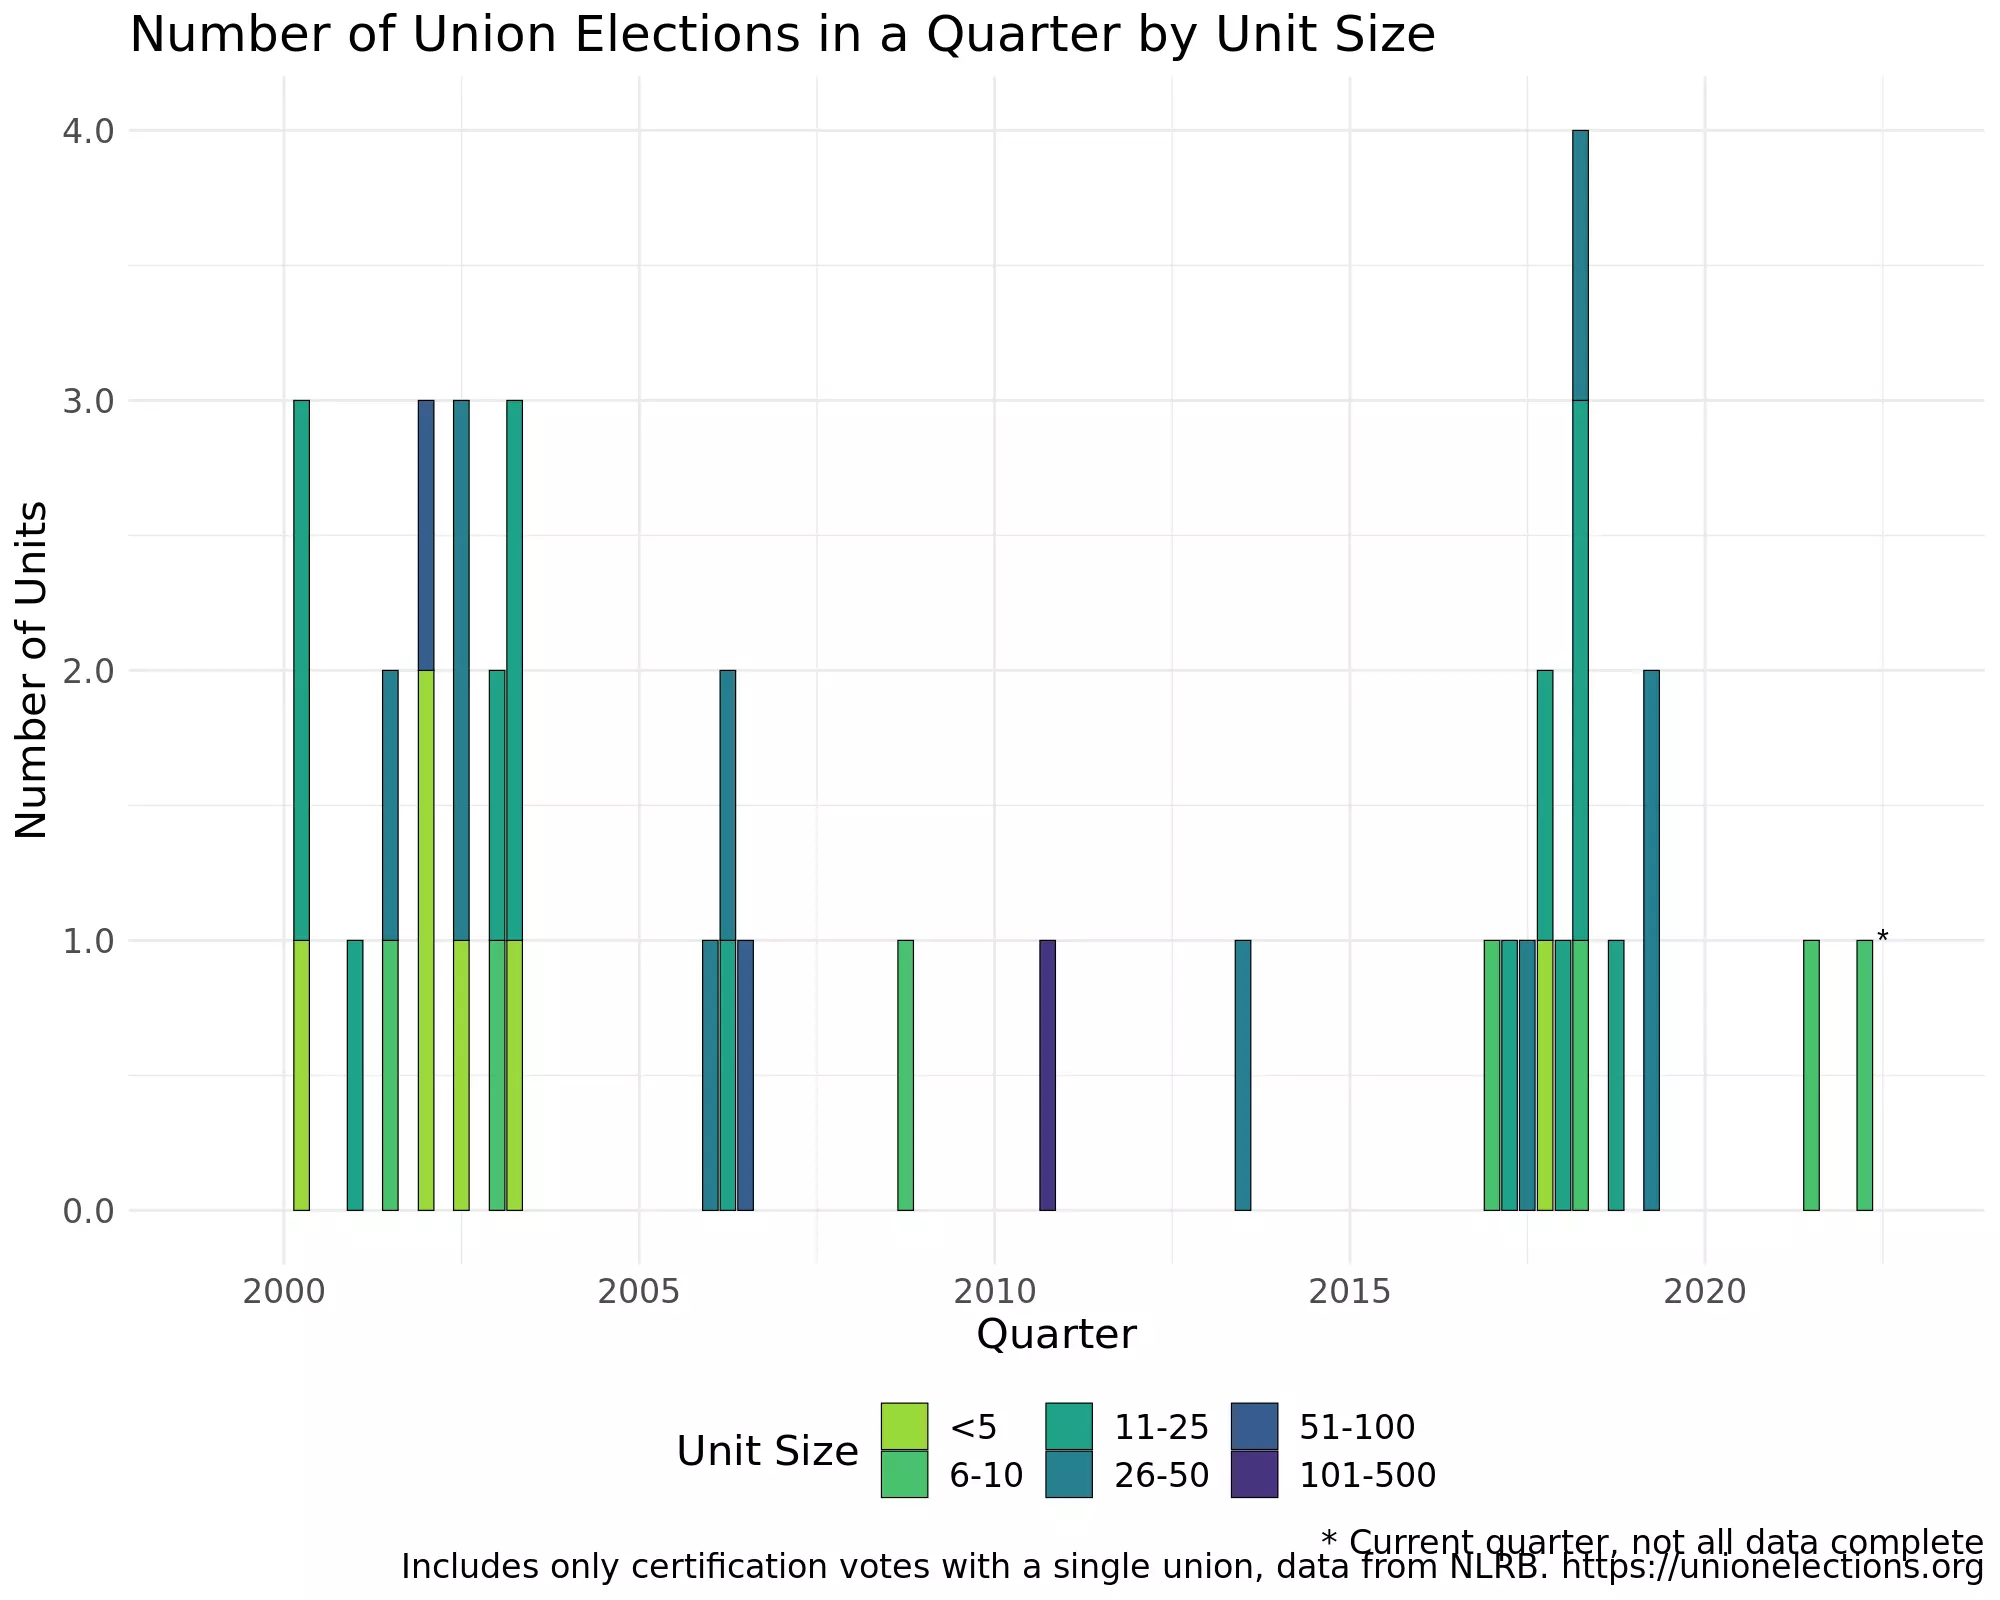 Number of Union Elections in a Quarter by Unit Size
Number of Units
4.0
3.0
2.0
1.0
0.0
*
2000 2005 2010 2015 2020
Quarter
Unit Size
<5 11-25 51-100
6-10 26-50 101-500
* Current quarter, not all data complete
Includes only certification votes with a single union, data from NLRB. https://unionelections.org